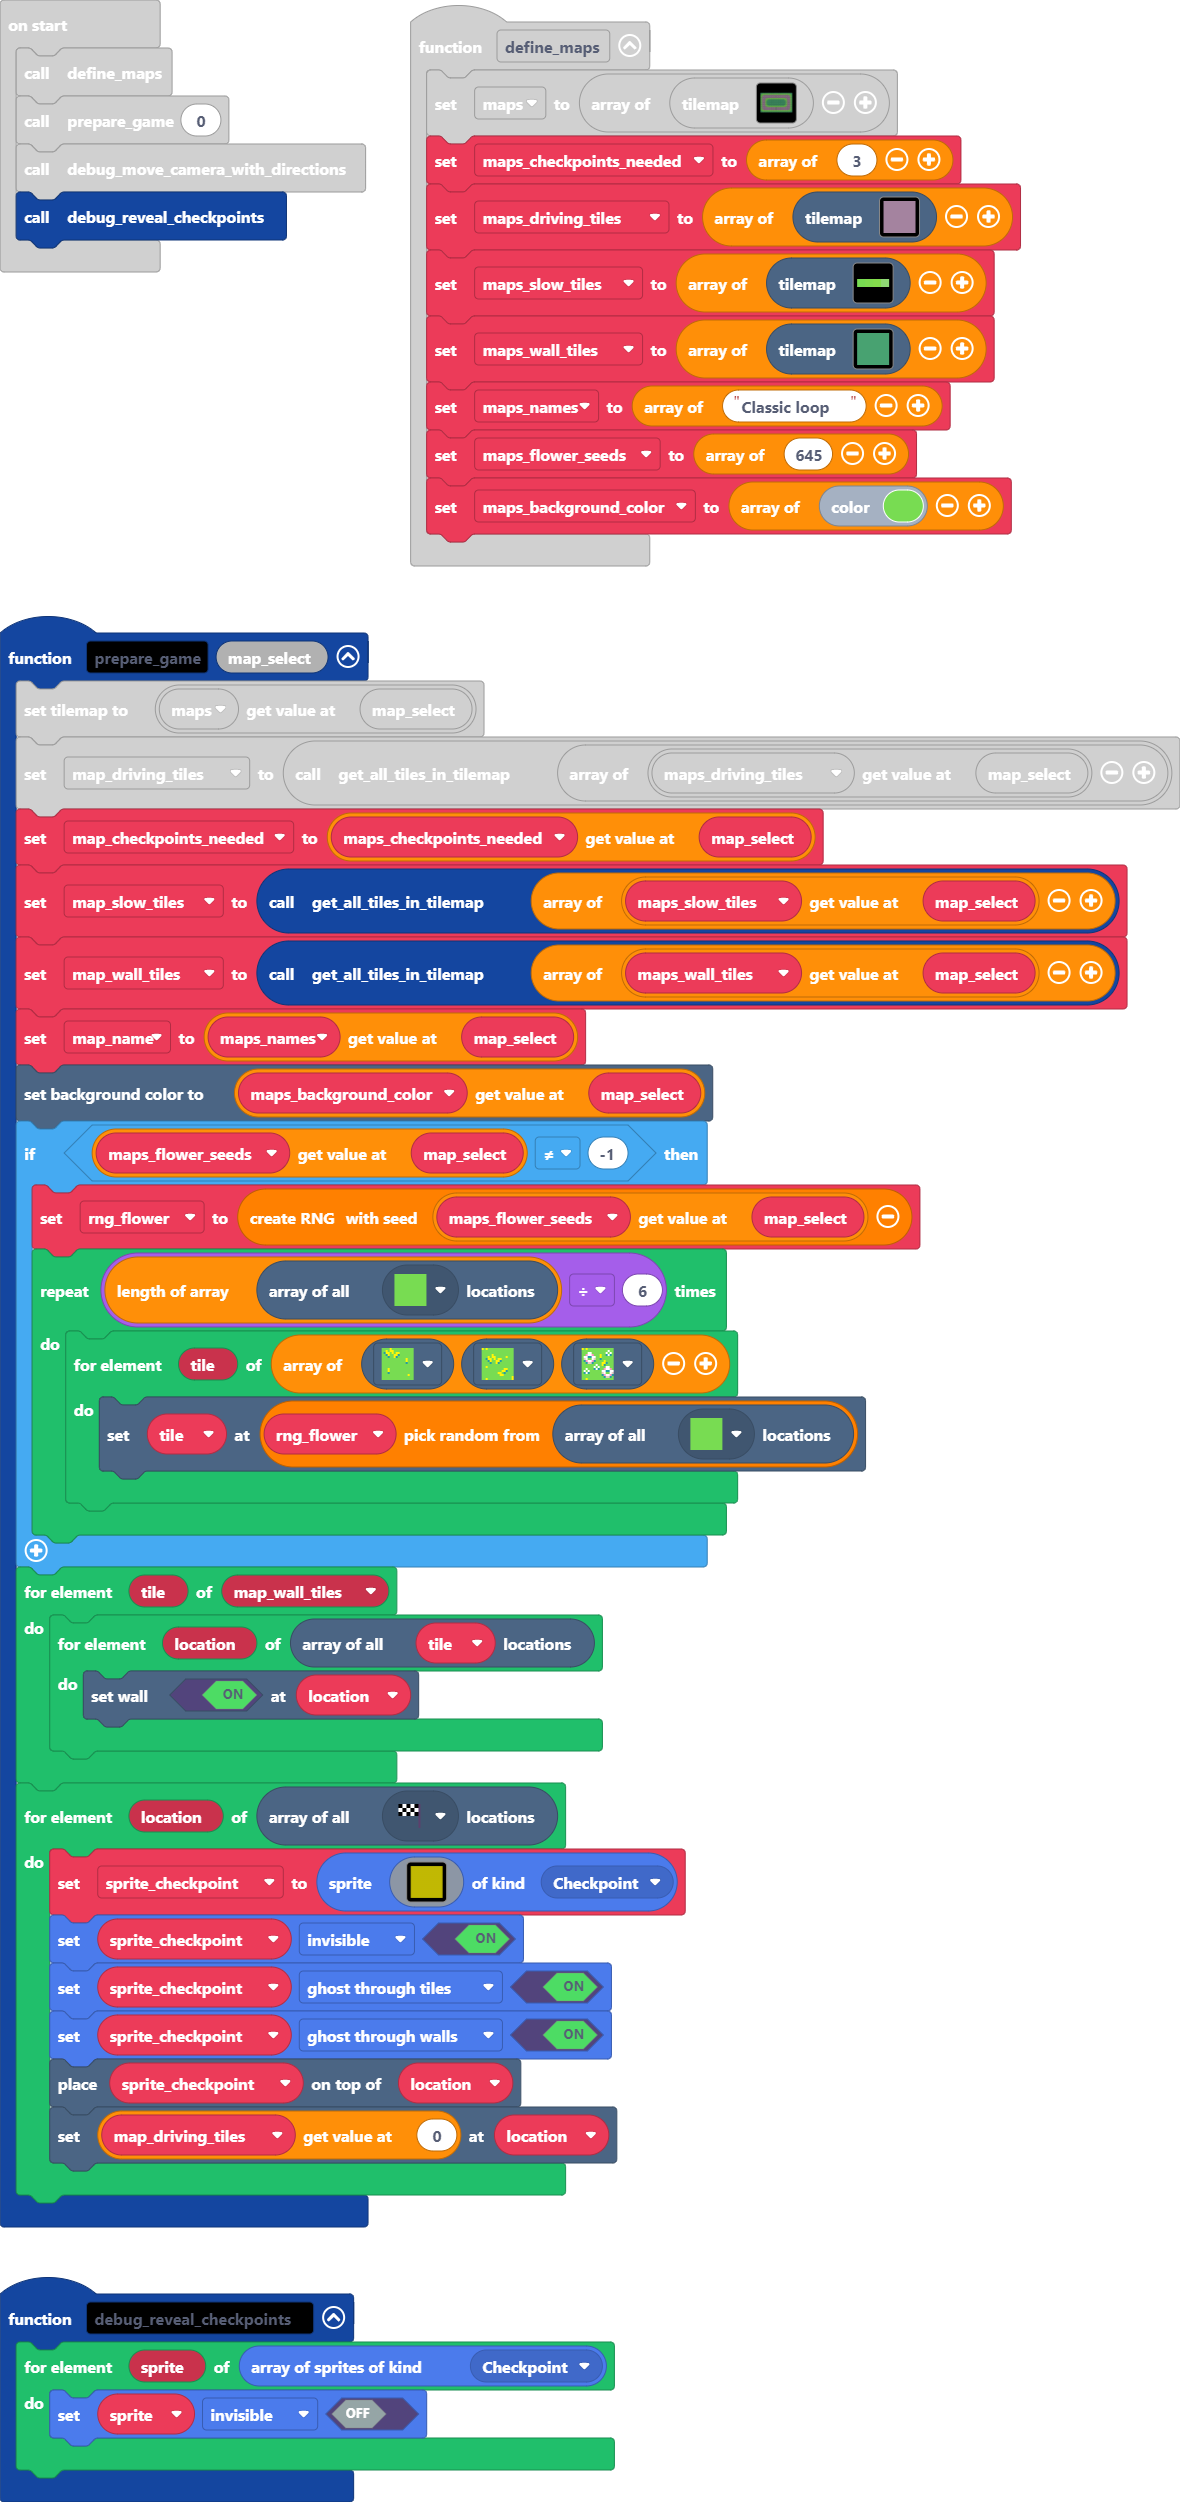 on start
call define_maps
call prepare_game 0
call debug_move_camera_with_directions
call debug_reveal_checkpoints
function define_maps
set maps to array of tilemap
set maps_checkpoints_needed to array of 3
set maps_driving_tiles to array of tilemap
set maps_slow_tiles to array of tilemap
set maps_wall_tiles to array of tilemap
set maps_names to array of "Classic loop"
set maps_flower_seeds to array of 645
set maps_background_color to array of color
function prepare_game map_select
set tilemap to maps get value at map_select
set map_driving_tiles to call get_all_tiles_in_tilemap array of maps_driving_tiles get value at map_select
set map_checkpoints_needed to maps_checkpoints_needed get value at map_select
set map_slow_tiles to call get_all_tiles_in_tilemap array of maps_slow_tiles get value at map_select
set map_wall_tiles to call get_all_tiles_in_tilemap array of maps_wall_tiles get value at map_select
set map_name to maps_names get value at map_select
set background color to maps_background_color get value at map_select
if maps_flower_seeds get value at map_select ≠ -1 then
set rng_flower to create RNG with seed maps_flower_seeds get value at map_select
repeat length of array array of all locations ÷ 6 times
do for element tile of array of
do set tile at rng_flower pick random from array of all locations
for element tile of map_wall_tiles
do for element location of array of all tile locations
do set wall ON at location
for element location of array of all locations
do set sprite_checkpoint to sprite of kind Checkpoint
set sprite_checkpoint invisible ON
set sprite_checkpoint ghost through tiles ON
set sprite_checkpoint ghost through walls ON
place sprite_checkpoint on top of location
set map_driving_tiles get value at 0 at location
function debug_reveal_checkpoints
for element sprite of array of sprites of kind Checkpoint
do set sprite invisible OFF